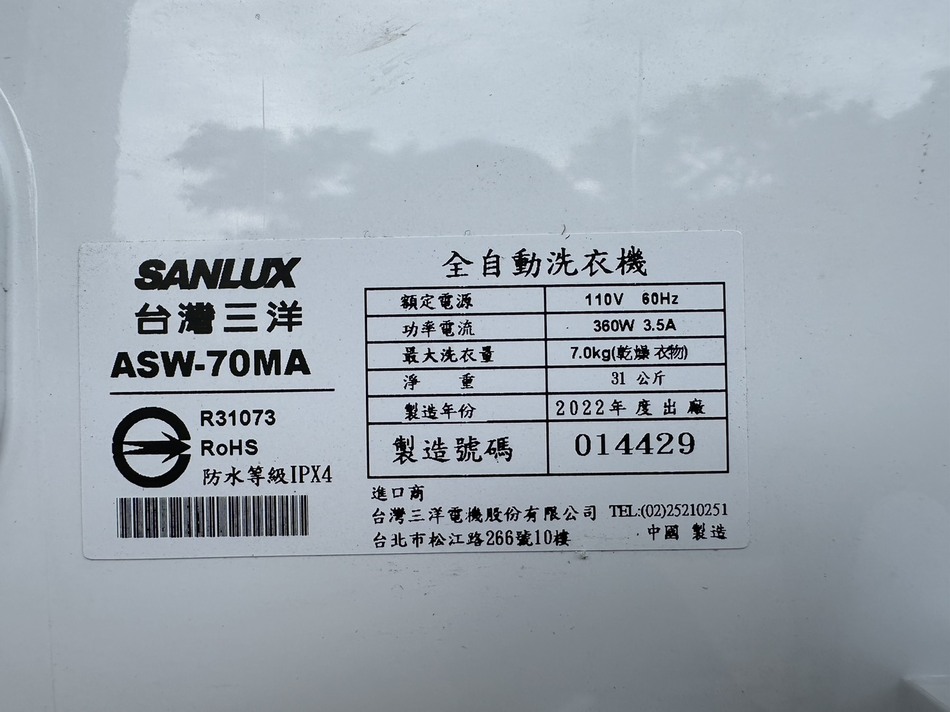 SANLUX
台灣三洋
ASW-70MA
R31073
RoHS
防水等級IPX4
全自動洗衣機
額定電源 110V 60Hz
功率電流 360W 3.5A
最大洗衣量 7.0kg(乾燥衣物)
淨 重 31 公斤
製造年份 2022年度出廠
製造號碼 014429
進口商
台灣三洋電機股份有限公司 TEL:(02)25210251
台北市松江路266號10樓 中國 製造